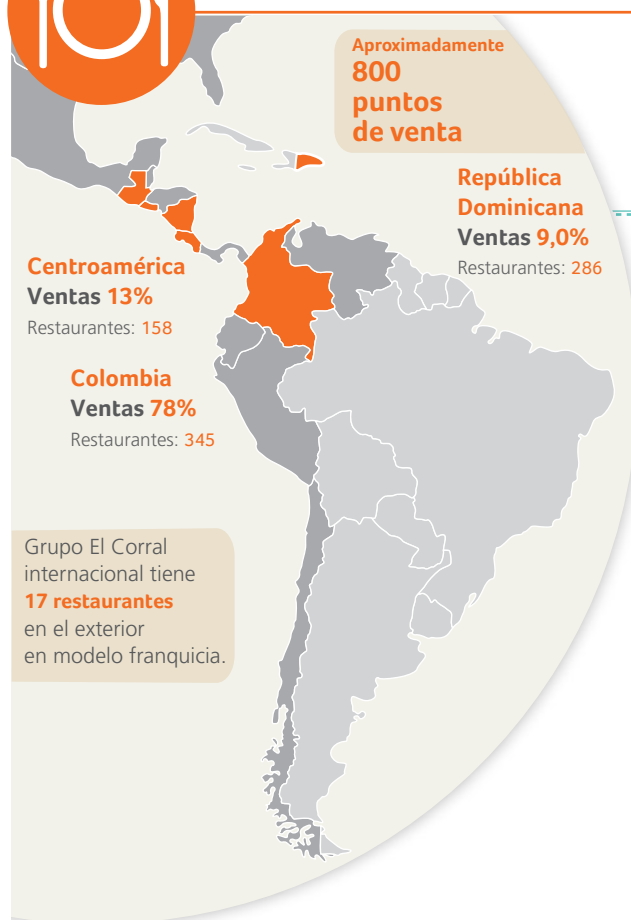 Aproximadamente
800
puntos
de venta
República
Dominicana
Ventas 9,0%
Restaurantes: 286
Centroamérica
Ventas 13%
Restaurantes: 158
Colombia
Ventas 78%
Restaurantes: 345
Grupo El Corral
internacional tiene
17 restaurantes
en el exterior
en modelo franquicia.